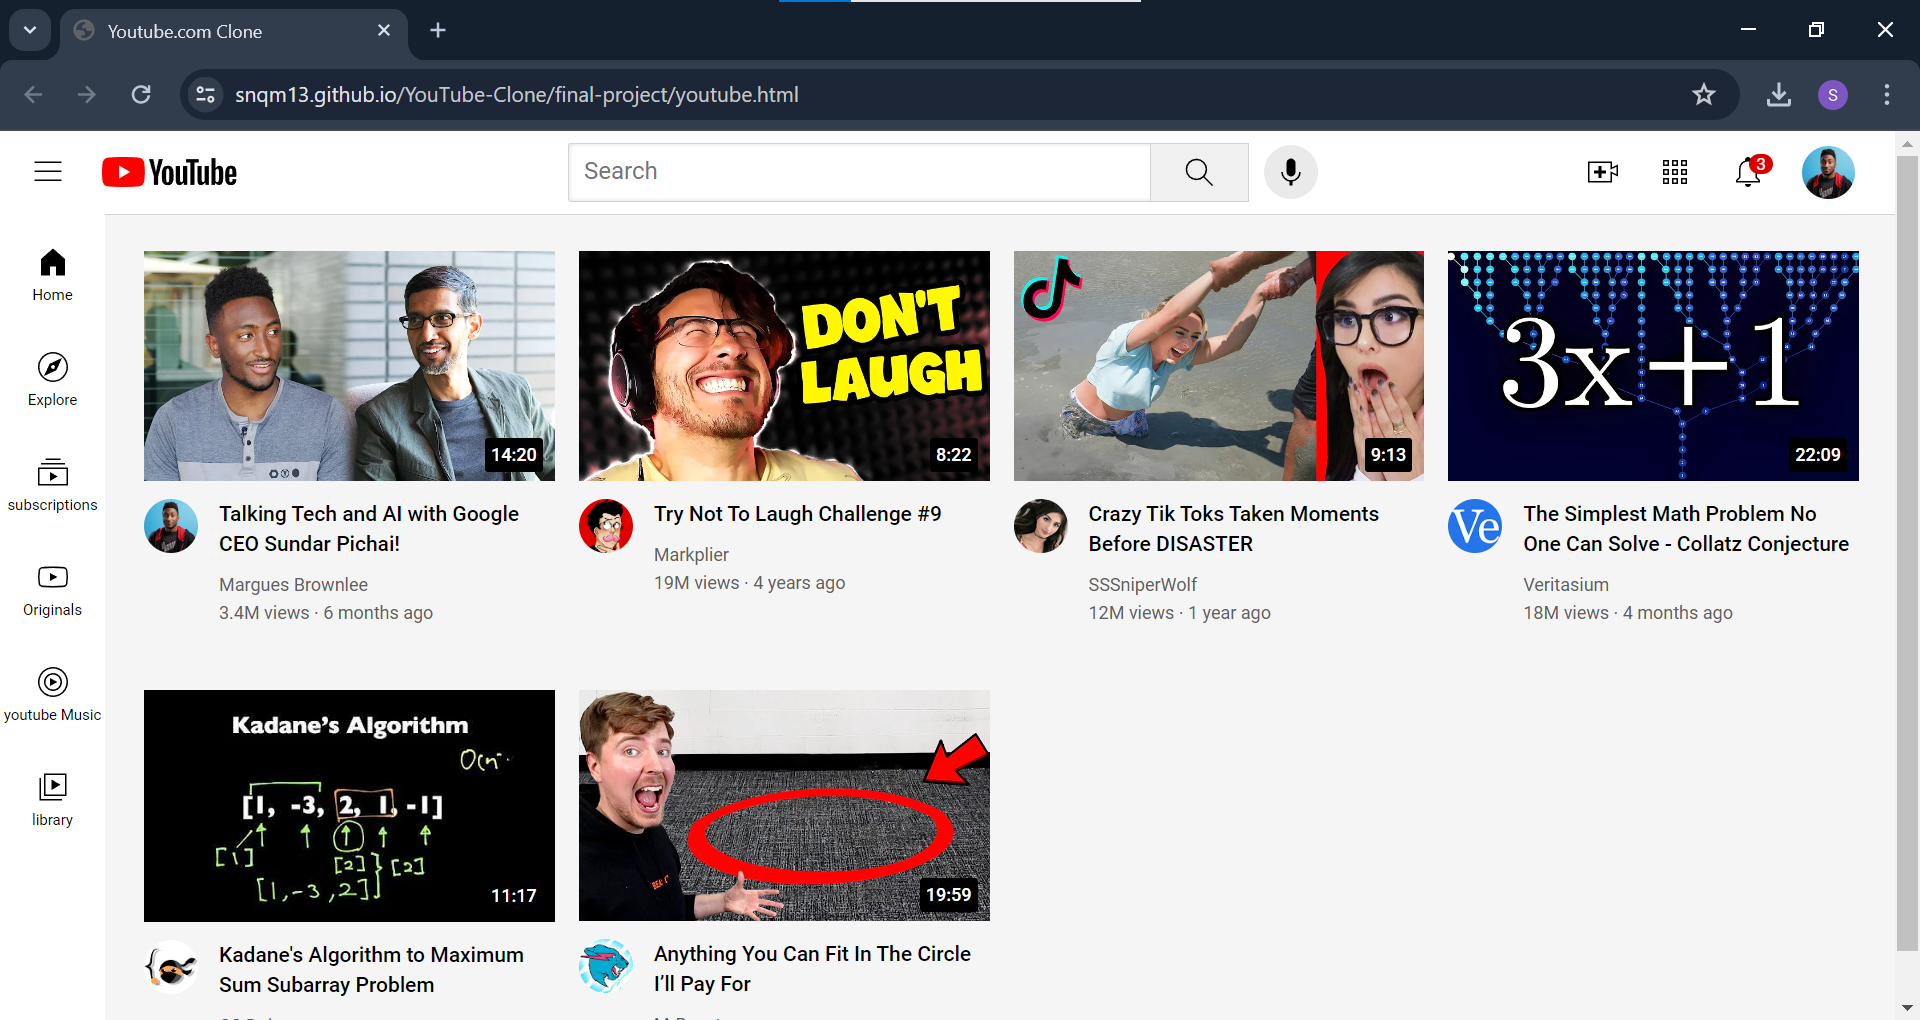 Youtube.com Clone
snqm13.github.io/YouTube-Clone/final-project/youtube.html
S
YouTube
Search
3
Home
Explore
subscriptions
Originals
youtube Music
library
14:20
Talking Tech and AI with Google
CEO Sundar Pichai!
Margues Brownlee
3.4M views · 6 months ago
DON'T
LAUGH
8:22
Try Not To Laugh Challenge #9
Markplier
19M views · 4 years ago
9:13
Crazy Tik Toks Taken Moments
Before DISASTER
SSSniperWolf
12M views · 1 year ago
3x+1
22:09
Ve
The Simplest Math Problem No
One Can Solve - Collatz Conjecture
Veritasium
18M views · 4 months ago
Kadane's Algorithm
[1, -3, 2, 1, -1]
[1]
[2]
[2]
[1,-3,2]
11:17
Kadane's Algorithm to Maximum
Sum Subarray Problem
19:59
Anything You Can Fit In The Circle
I'll Pay For